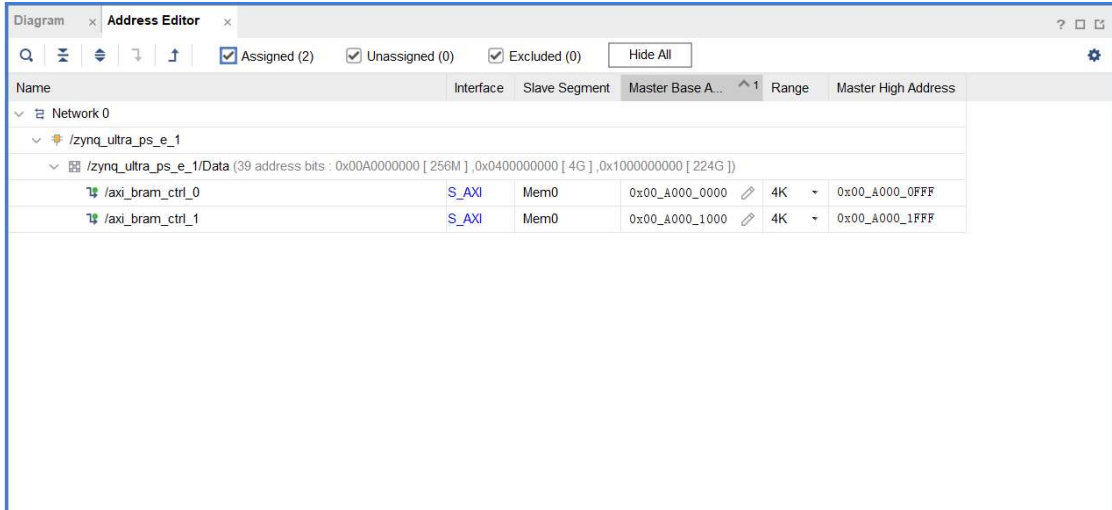 Diagram × Address Editor × ?
Assigned (2) Unassigned (0) Excluded (0) Hide All
Name Interface Slave Segment Master Base A... ^1 Range Master High Address
Network 0
/zynq_ultra_ps_e_1
/zynq_ultra_ps_e_1/Data (39 address bits : 0x00A0000000 [ 256M ] ,0x0400000000 [ 4G ] ,0x1000000000 [ 224G ])
/axi_bram_ctrl_0 S_AXI Mem0 0x00_A000_0000 4K 0x00_A000_0FFF
/axi_bram_ctrl_1 S_AXI Mem0 0x00_A000_1000 4K 0x00_A000_1FFF